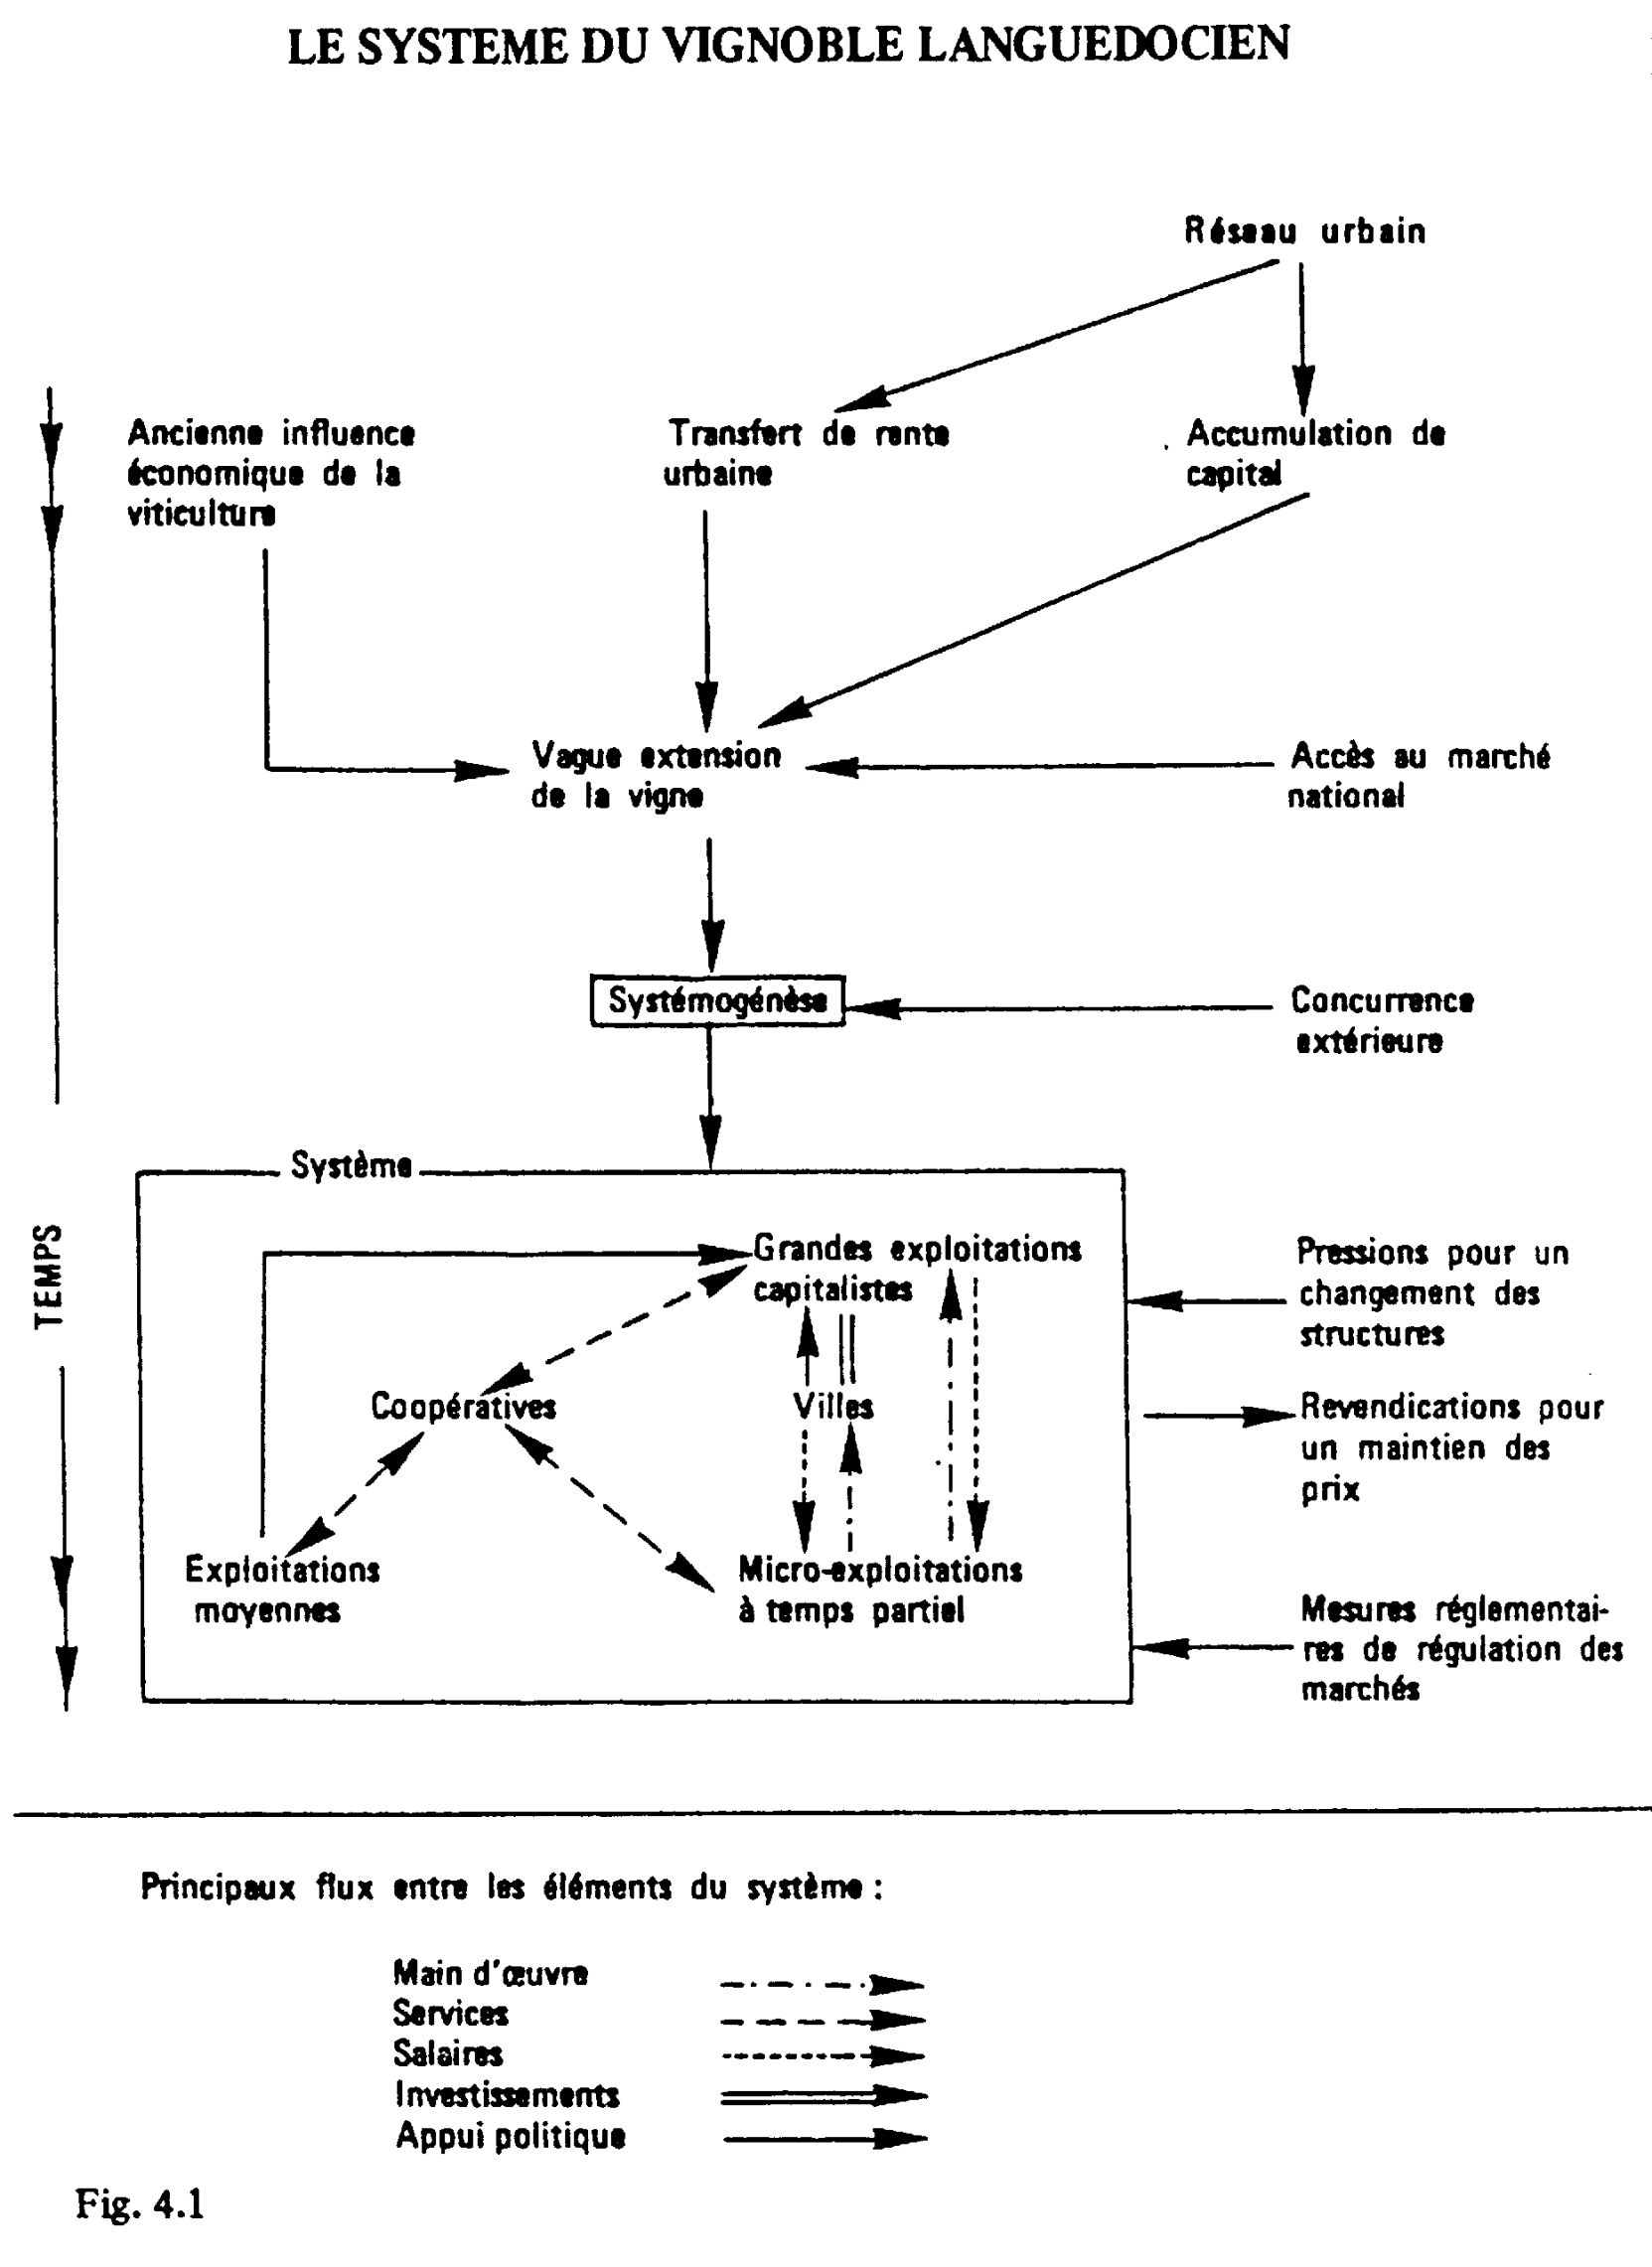 LE SYSTEME DU VIGNOBLE LANGUEDOCIEN
Réseau urbain
Ancienne influence
économique de la
viticulture
Transfert de rente
urbaine
Accumulation de
capital
Vague extension
de la vigne
Accès au marché
national
Systémogénèse
Concurrence
extérieure
TEMPS
Système
Grandes exploitations
capitalistes
Coopératives
Villes
Exploitations
moyennes
Micro-exploitations
à temps partiel
Pressions pour un
changement des
structures
Revendications pour
un maintien des
prix
Mesures réglementai-
res de régulation des
marchés
Principaux flux entre les éléments du système :
Main d'œuvre
Services
Salaires
Investissements
Appui politique
Fig. 4.1